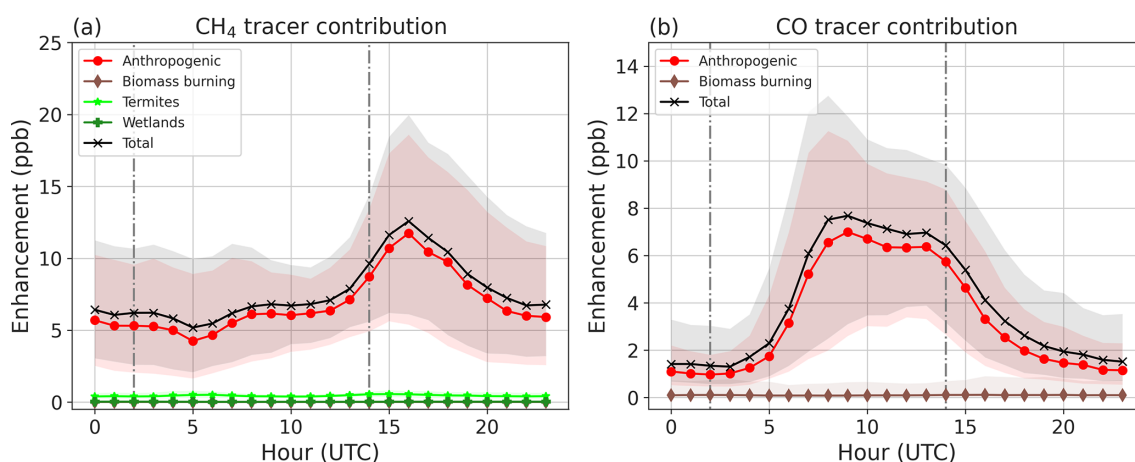 (a)
CH₄ tracer contribution
25
20
15
10
5
0
Enhancement (ppb)
Anthropogenic
Biomass burning
Termites
Wetlands
Total
0 5 10 15 20
Hour (UTC)
(b)
CO tracer contribution
14
12
10
8
6
4
2
0
Enhancement (ppb)
Anthropogenic
Biomass burning
Total
0 5 10 15 20
Hour (UTC)